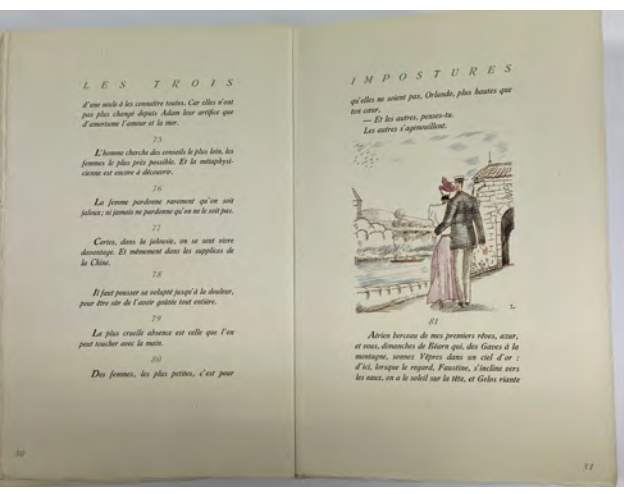 LES TROIS
d'une seule à les connaître toutes. Car elles n'ont
pas plus changé depuis Adam leur artifice que
d'amertume l'amour et la mer.
75
L'homme cherche des conseils le plus loin, les
femmes le plus près possible. Et la métaphysi-
cienne est encore à découvrir.
76
La femme pardonne rarement qu'on soit
jaloux ; ni jamais ne pardonne qu'on ne le soit pas.
77
Certes, dans la jalousie, on se sent vivre
davantage. Et mêmement dans les supplices de
la Chine.
78
Il faut pousser sa volupté jusqu'à la douleur,
pour être sûr de l'avoir goûtée tout entière.
79
La plus cruelle absence est celle que l'on
peut toucher avec la main.
80
Des femmes, les plus petites, c'est pour
50
IMPOSTURES
qu'elles ne soient pas, Orlando, plus hautes que
ton cœur,
— Et les autres, penses-tu.
Les autres s'agenouillent.
81
Aérien berceau de mes premiers rêves, azur,
et vous, dimanches de Béarn qui, des Gaves à la
montagne, sonnez Vêpres dans un ciel d'or :
d'ici, lorsque le regard, Faustine, s'incline vers
les eaux, on a le soleil sur la tête, et Gelos riante
51